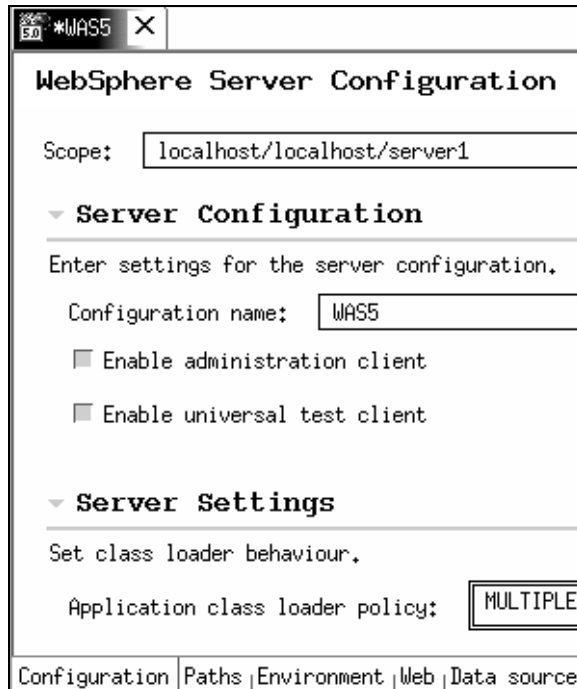 5.0 *WAS5 X
WebSphere Server Configuration
Scope: localhost/localhost/server1
Server Configuration
Enter settings for the server configuration.
Configuration name: WAS5
Enable administration client
Enable universal test client
Server Settings
Set class loader behaviour.
Application class loader policy: MULTIPLE
Configuration Paths Environment Web Data source